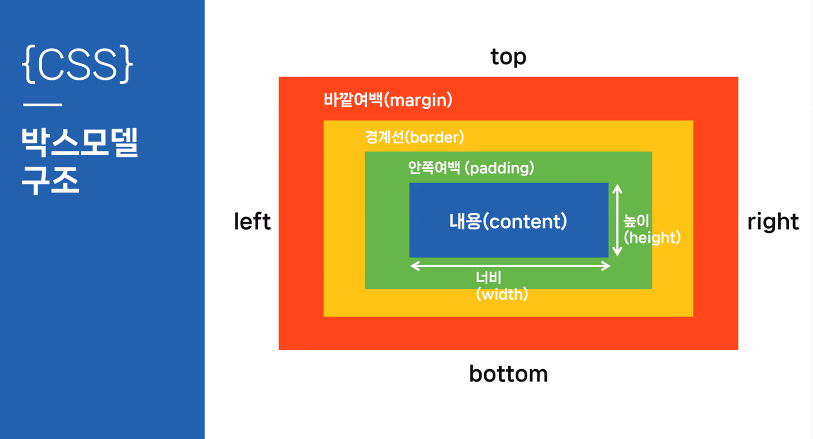 {CSS}
박스모델
구조
top
바깥여백(margin)
경계선(border)
안쪽여백 (padding)
left
내용(content)
높이
(height)
right
너비
(width)
bottom